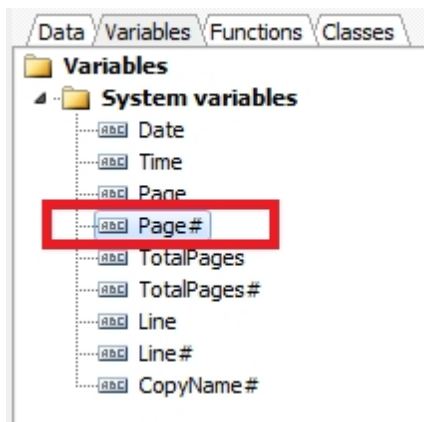 Data Variables Functions Classes
Variables
System variables
Date
Time
Page
Page#
TotalPages
TotalPages#
Line
Line#
CopyName#